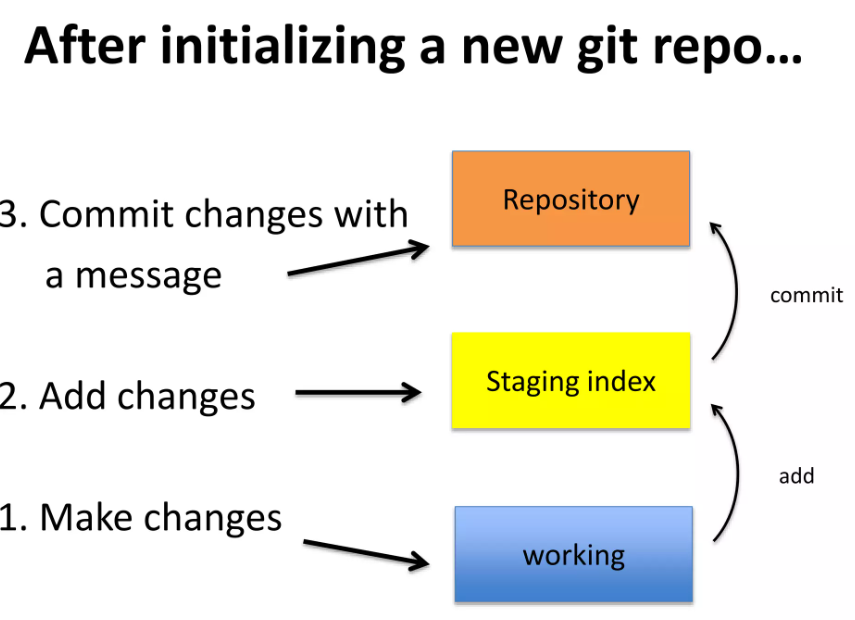 After initializing a new git repo...
3. Commit changes with
a message
Repository
commit
2. Add changes
Staging index
add
1. Make changes
working